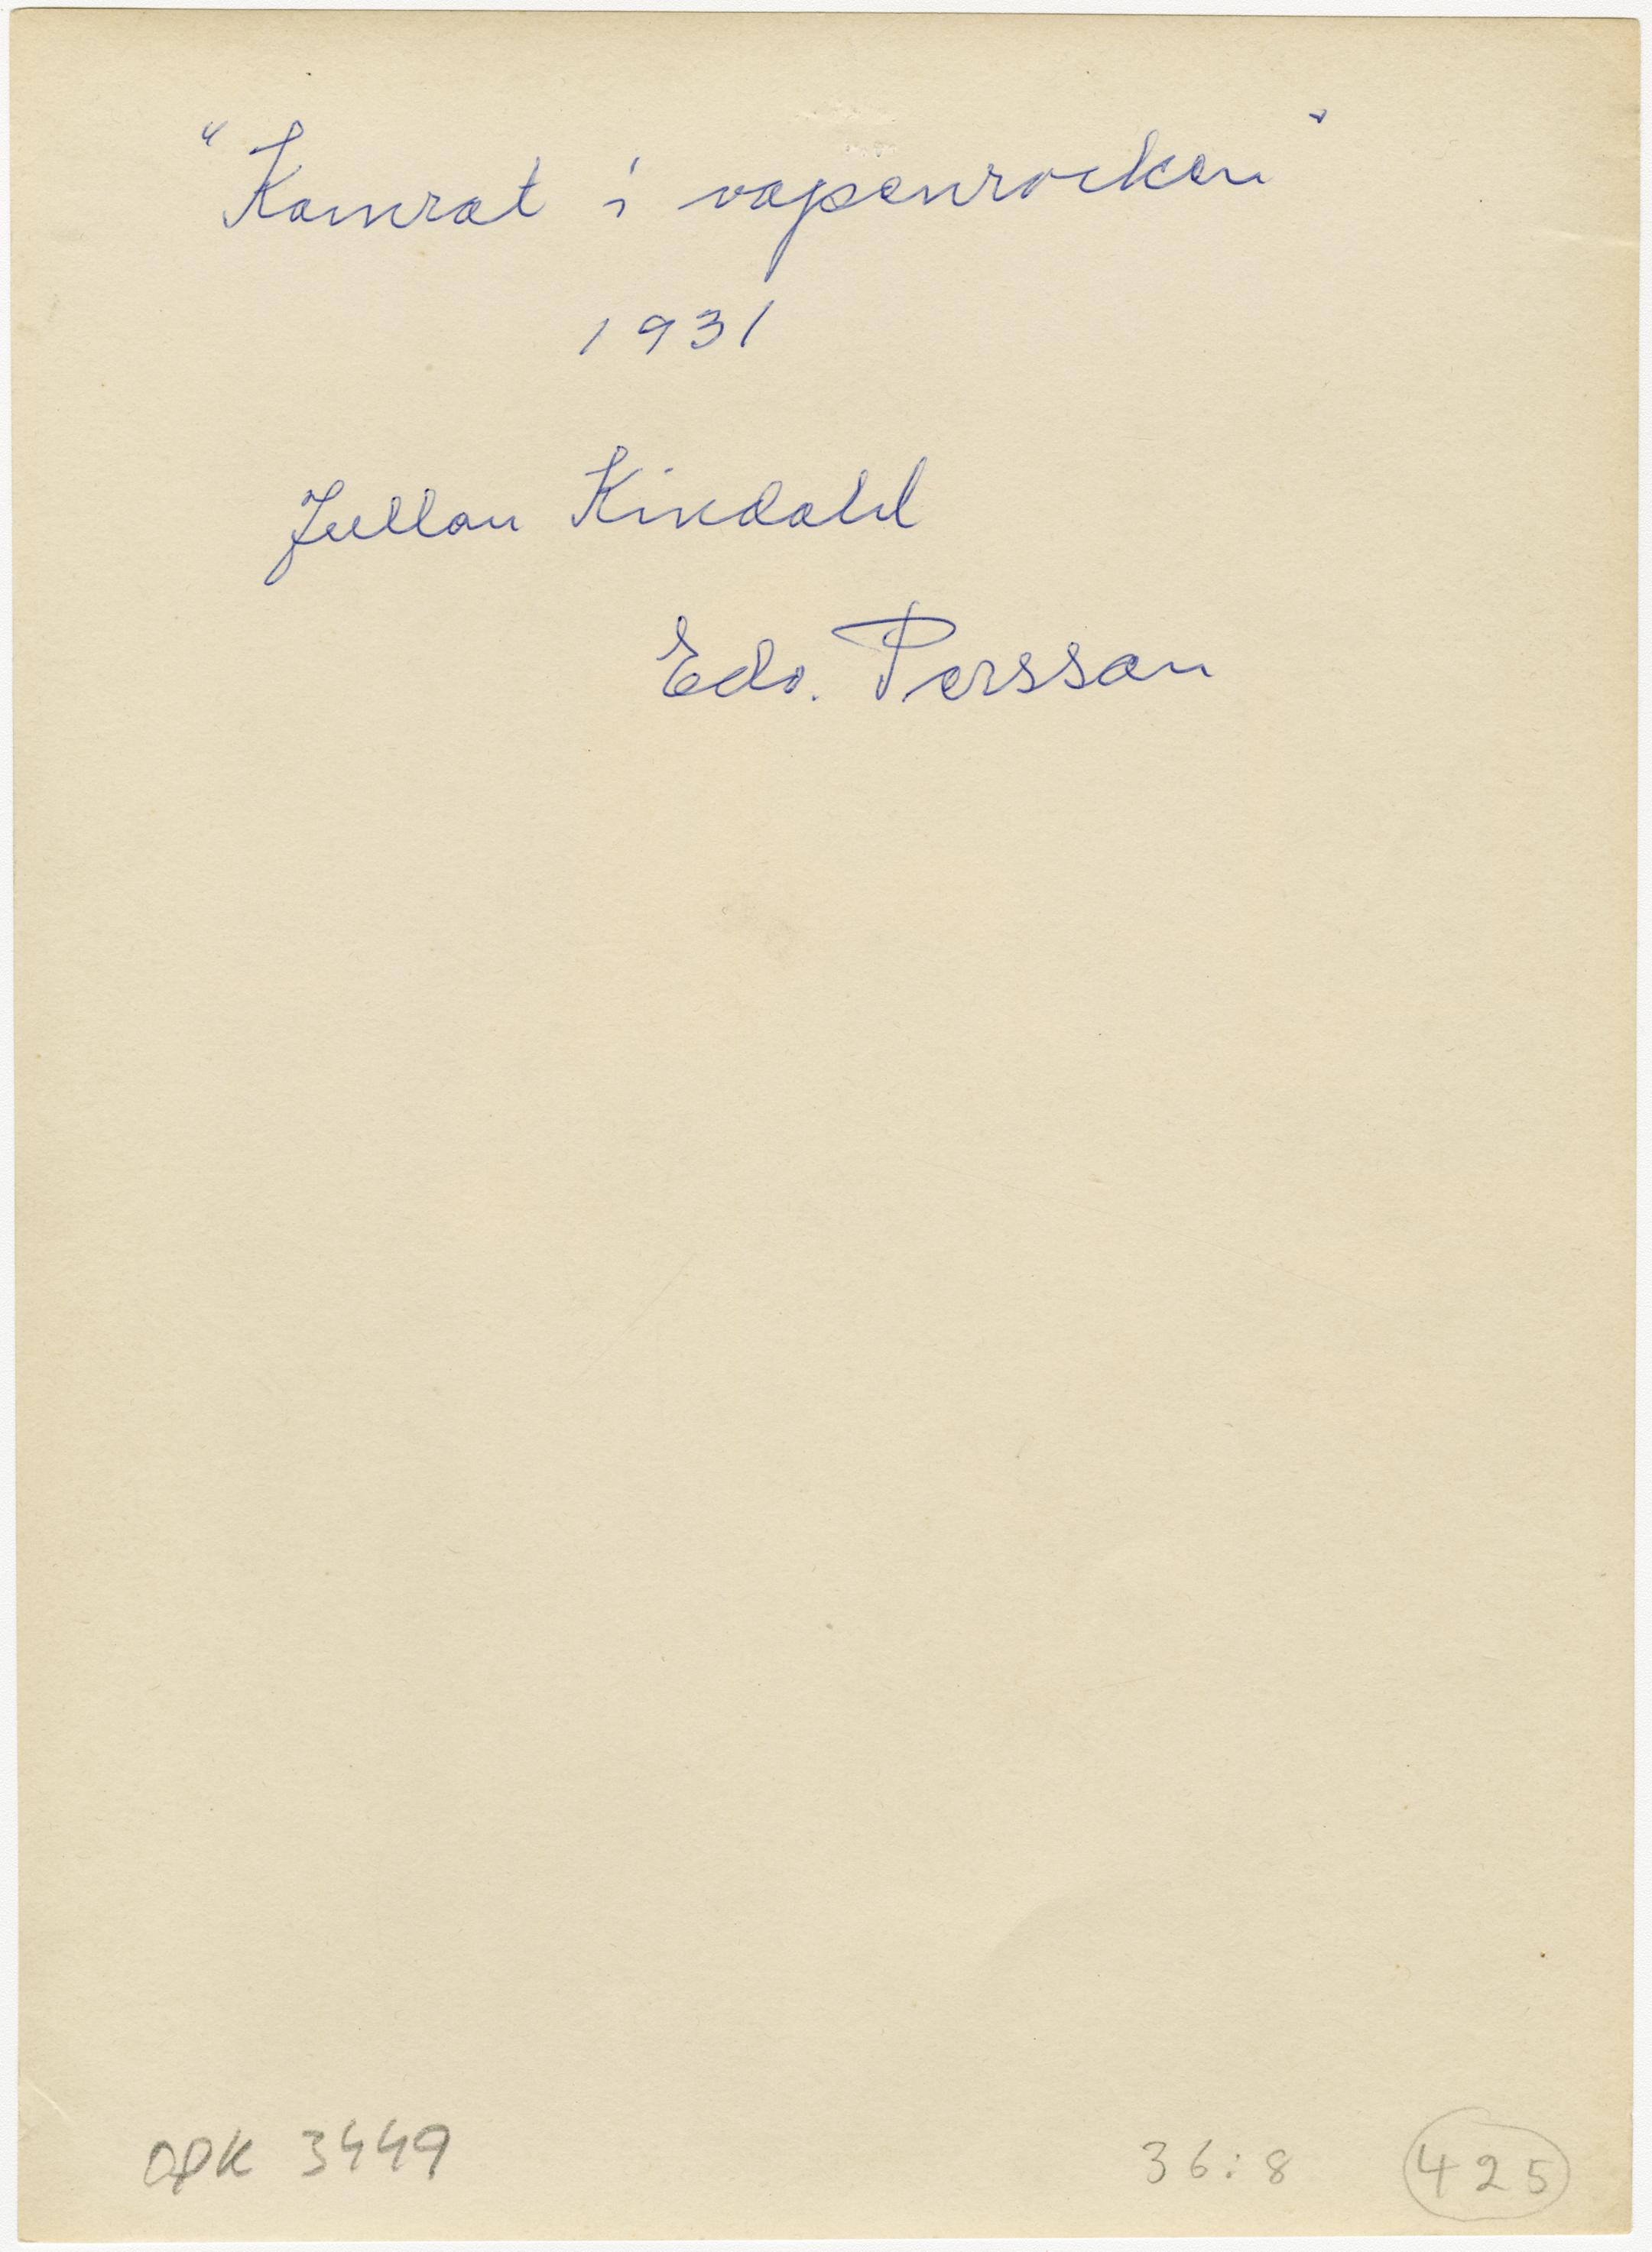 "Kamrat i vapenrocken"
1931
Jullan Kindahl
Edv. Persson
OPK 3449 36:8 425